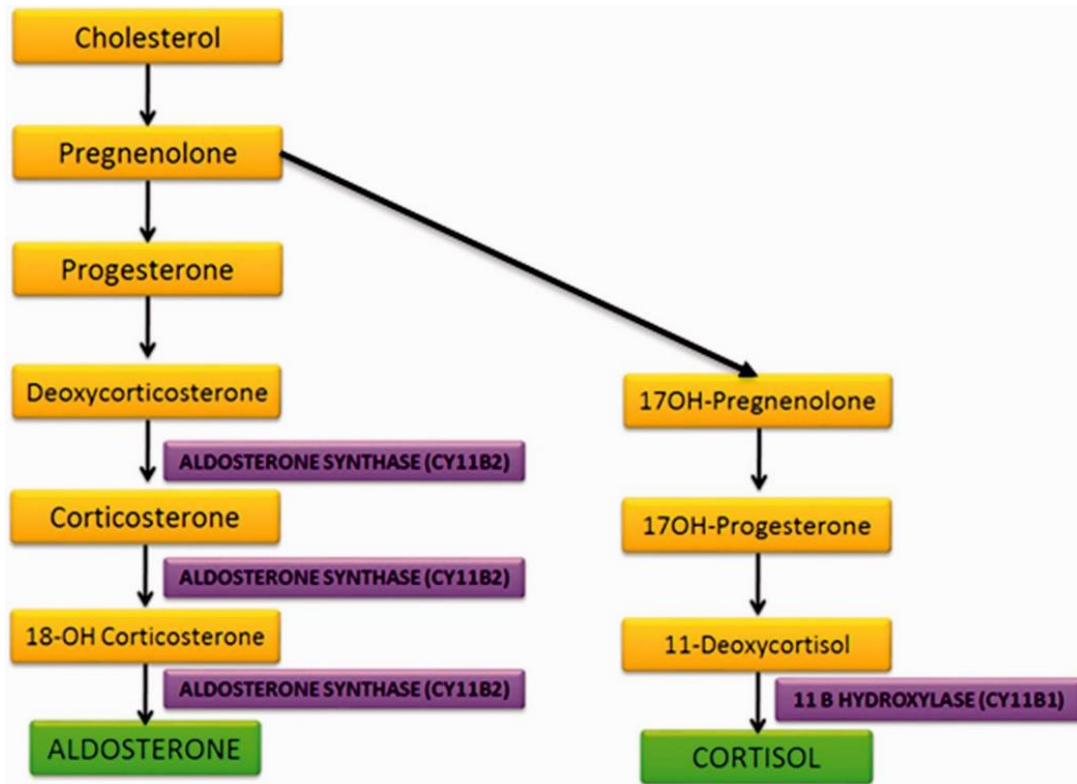 Cholesterol
Pregnenolone
Progesterone
Deoxycorticosterone
ALDOSTERONE SYNTHASE (CY11B2)
Corticosterone
ALDOSTERONE SYNTHASE (CY11B2)
18-OH Corticosterone
ALDOSTERONE SYNTHASE (CY11B2)
ALDOSTERONE
17OH-Pregnenolone
17OH-Progesterone
11-Deoxycortisol
11 B HYDROXYLASE (CY11B1)
CORTISOL